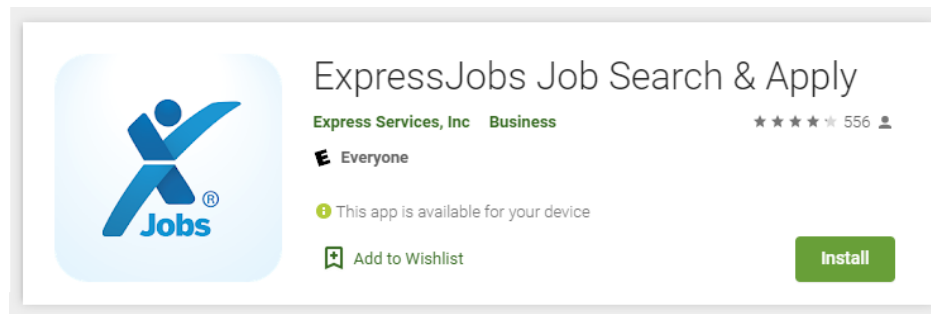 ExpressJobs Job Search & Apply
Express Services, Inc Business
556
E Everyone
This app is available for your device
Add to Wishlist
Install
®
Jobs